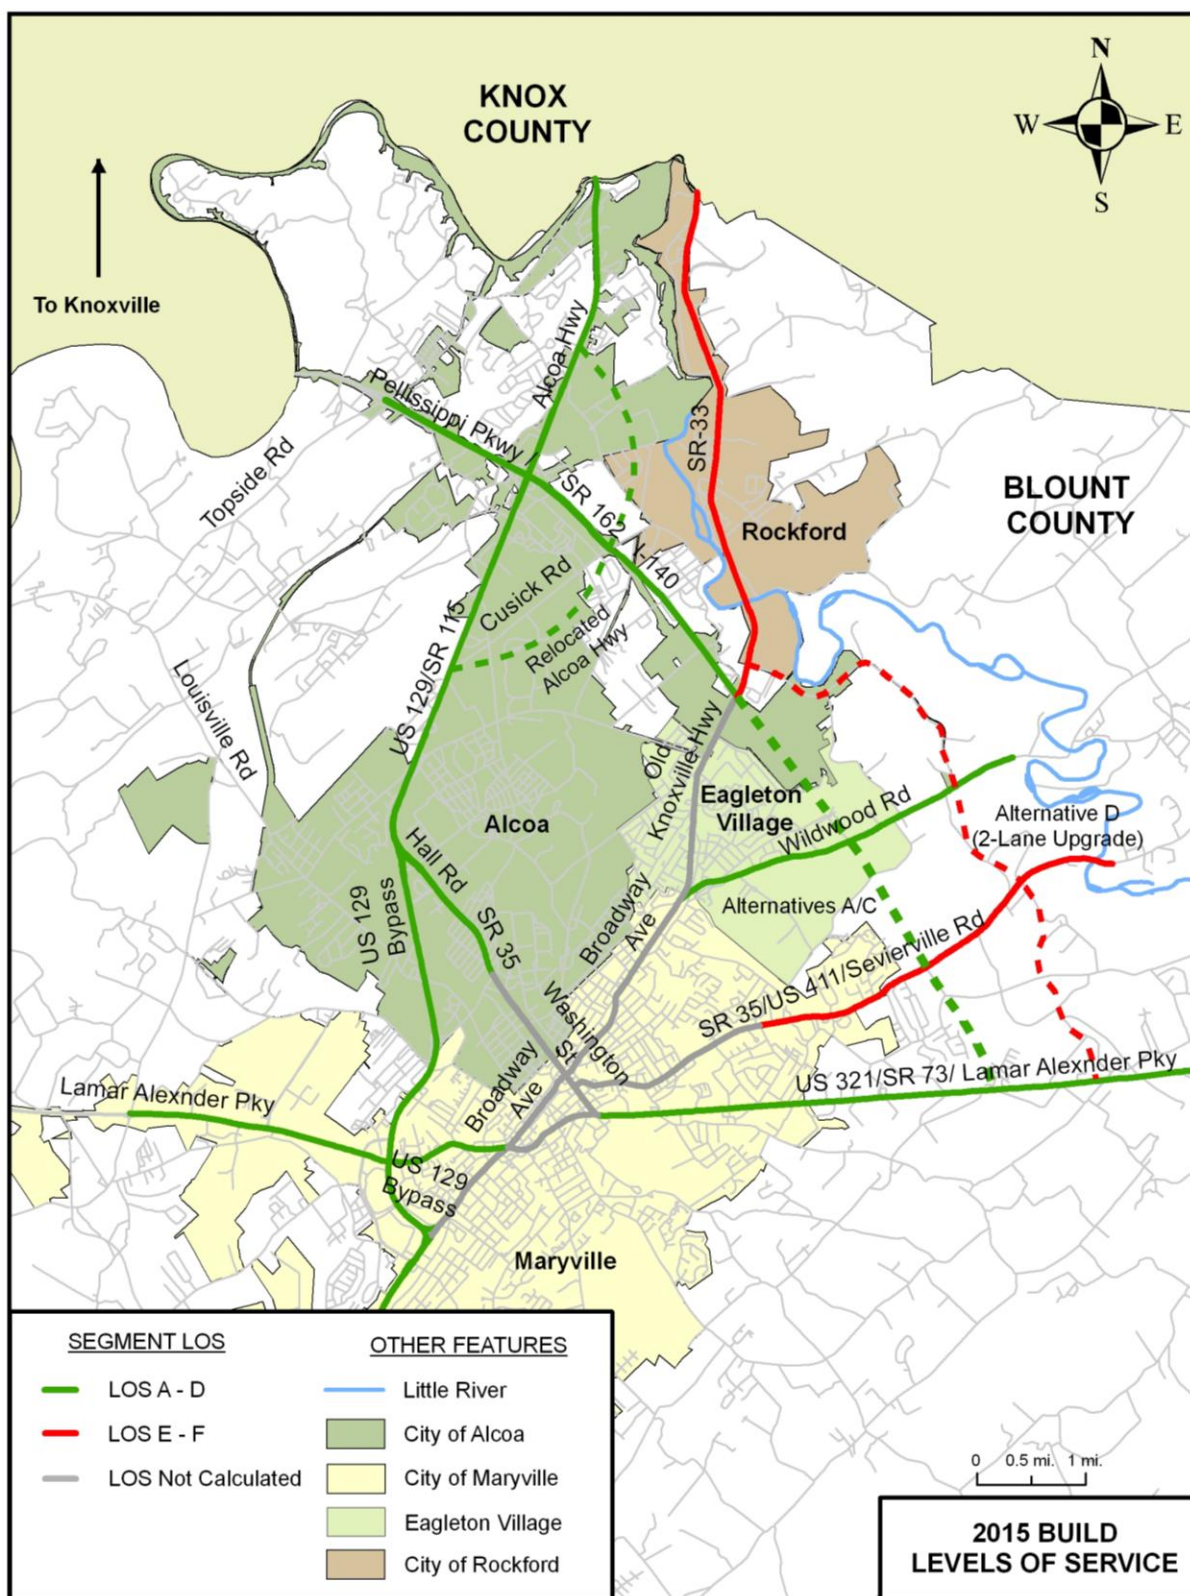 KNOX
COUNTY
N
W
E
S
To Knoxville
Alcoa Hwy
Pellissippi Pkwy
SR-33
Topside Rd
BLOUNT
COUNTY
SR 162 /I-140
Rockford
Cusick Rd
Relocated
Alcoa Hwy
US 129/SR 115
Louisville Rd
Old
Knoxville Hwy
Eagleton
Village
Wildwood Rd
Alternative D
(2-Lane Upgrade)
Alcoa
Hall Rd
US 129
Bypass
SR 35
Broadway
Ave
Alternatives A/C
SR 35/US 411/Sevierville Rd
Washington
St
Broadway
Ave
US 321/SR 73/ Lamar Alexnder Pky
Lamar Alexnder Pky
US 129
Bypass
Maryville
SEGMENT LOS
LOS A - D
LOS E - F
LOS Not Calculated
OTHER FEATURES
Little River
City of Alcoa
City of Maryville
Eagleton Village
City of Rockford
0 0.5 mi. 1 mi.
2015 BUILD
LEVELS OF SERVICE